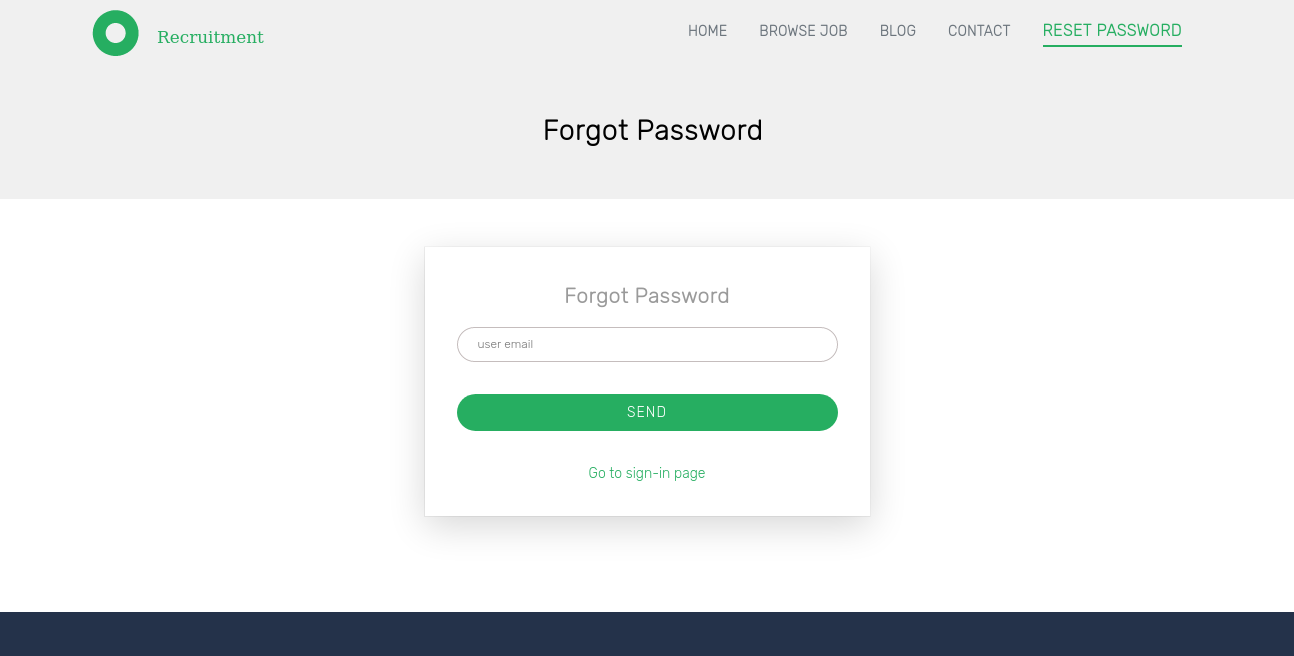 Recruitment
HOME BROWSE JOB BLOG CONTACT RESET PASSWORD
Forgot Password
Forgot Password
user email
SEND
Go to sign-in page